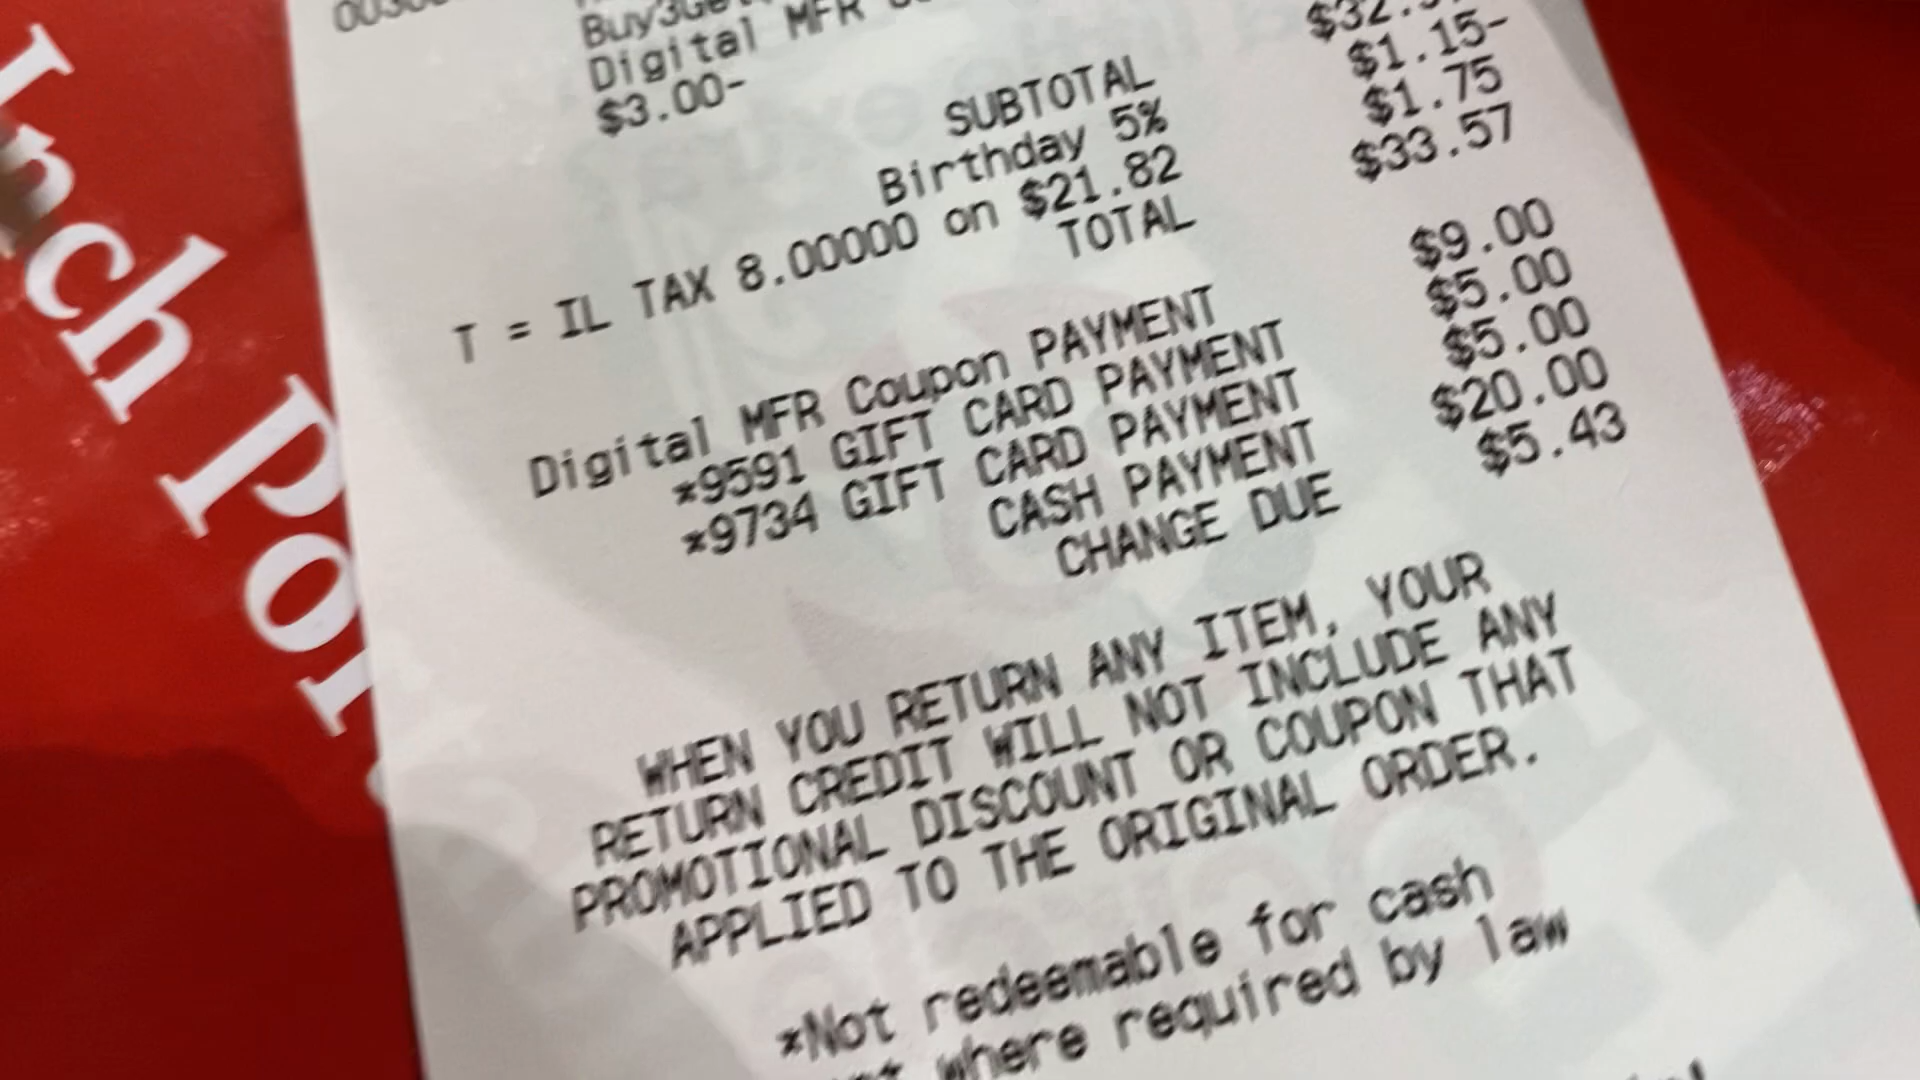 Digital MFR
$3.00-
SUBTOTAL
Birthday 5% $1.15-
T = IL TAX 8.00000 on $21.82 $1.75
TOTAL $33.57
Digital MFR Coupon PAYMENT $9.00
*9591 GIFT CARD PAYMENT $5.00
*9734 GIFT CARD PAYMENT $5.00
CASH PAYMENT $20.00
CHANGE DUE $5.43
WHEN YOU RETURN ANY ITEM, YOUR
RETURN CREDIT WILL NOT INCLUDE ANY
PROMOTIONAL DISCOUNT OR COUPON THAT
APPLIED TO THE ORIGINAL ORDER.
*Not redeemable for cash
where required by law